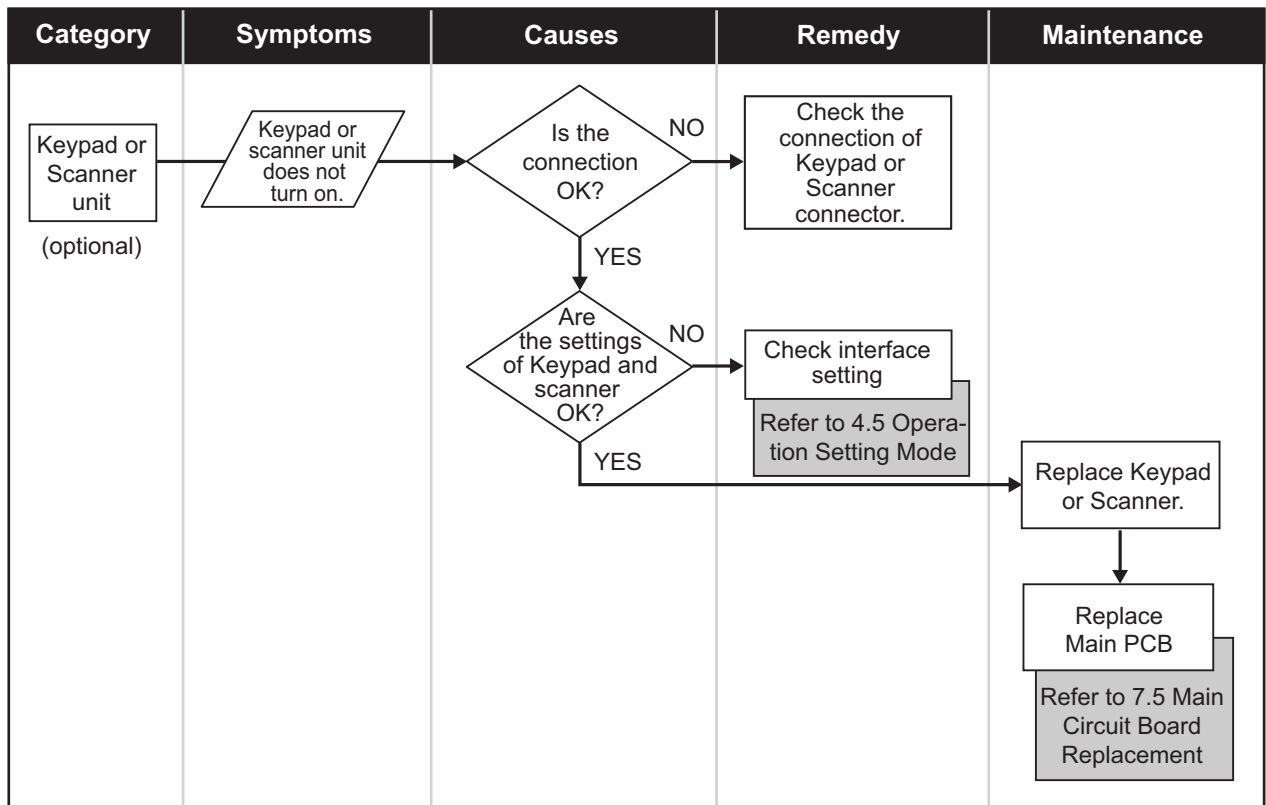 Category
Symptoms
Causes
Remedy
Maintenance
Keypad or
Scanner
unit
(optional)
Keypad or
scanner unit
does not
turn on.
Is the
connection
OK?
NO
Check the
connection of
Keypad or
Scanner
connector.
YES
Are
the settings
of Keypad and
scanner
OK?
NO
Check interface
setting
Refer to 4.5 Opera-
tion Setting Mode
YES
Replace Keypad
or Scanner.
Replace
Main PCB
Refer to 7.5 Main
Circuit Board
Replacement